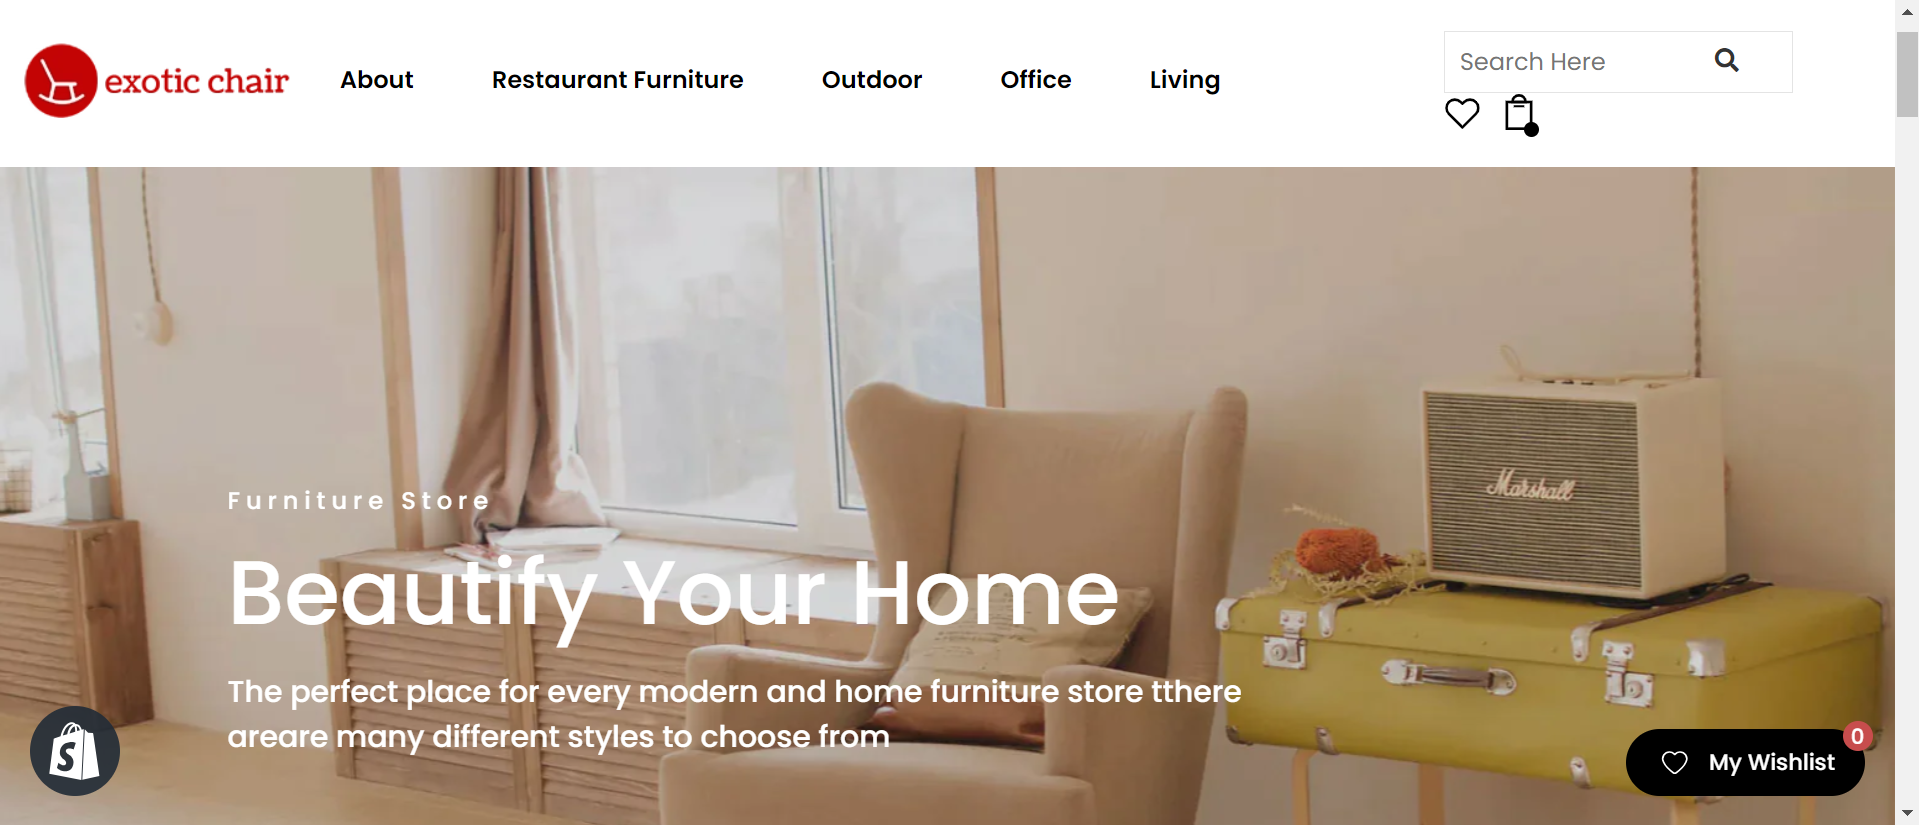 exotic chair
About
Restaurant Furniture
Outdoor
Office
Living
Search Here
Marshall
Furniture Store
Beautify Your Home
The perfect place for every modern and home furniture store tthere
areare many different styles to choose from
S
0
My Wishlist